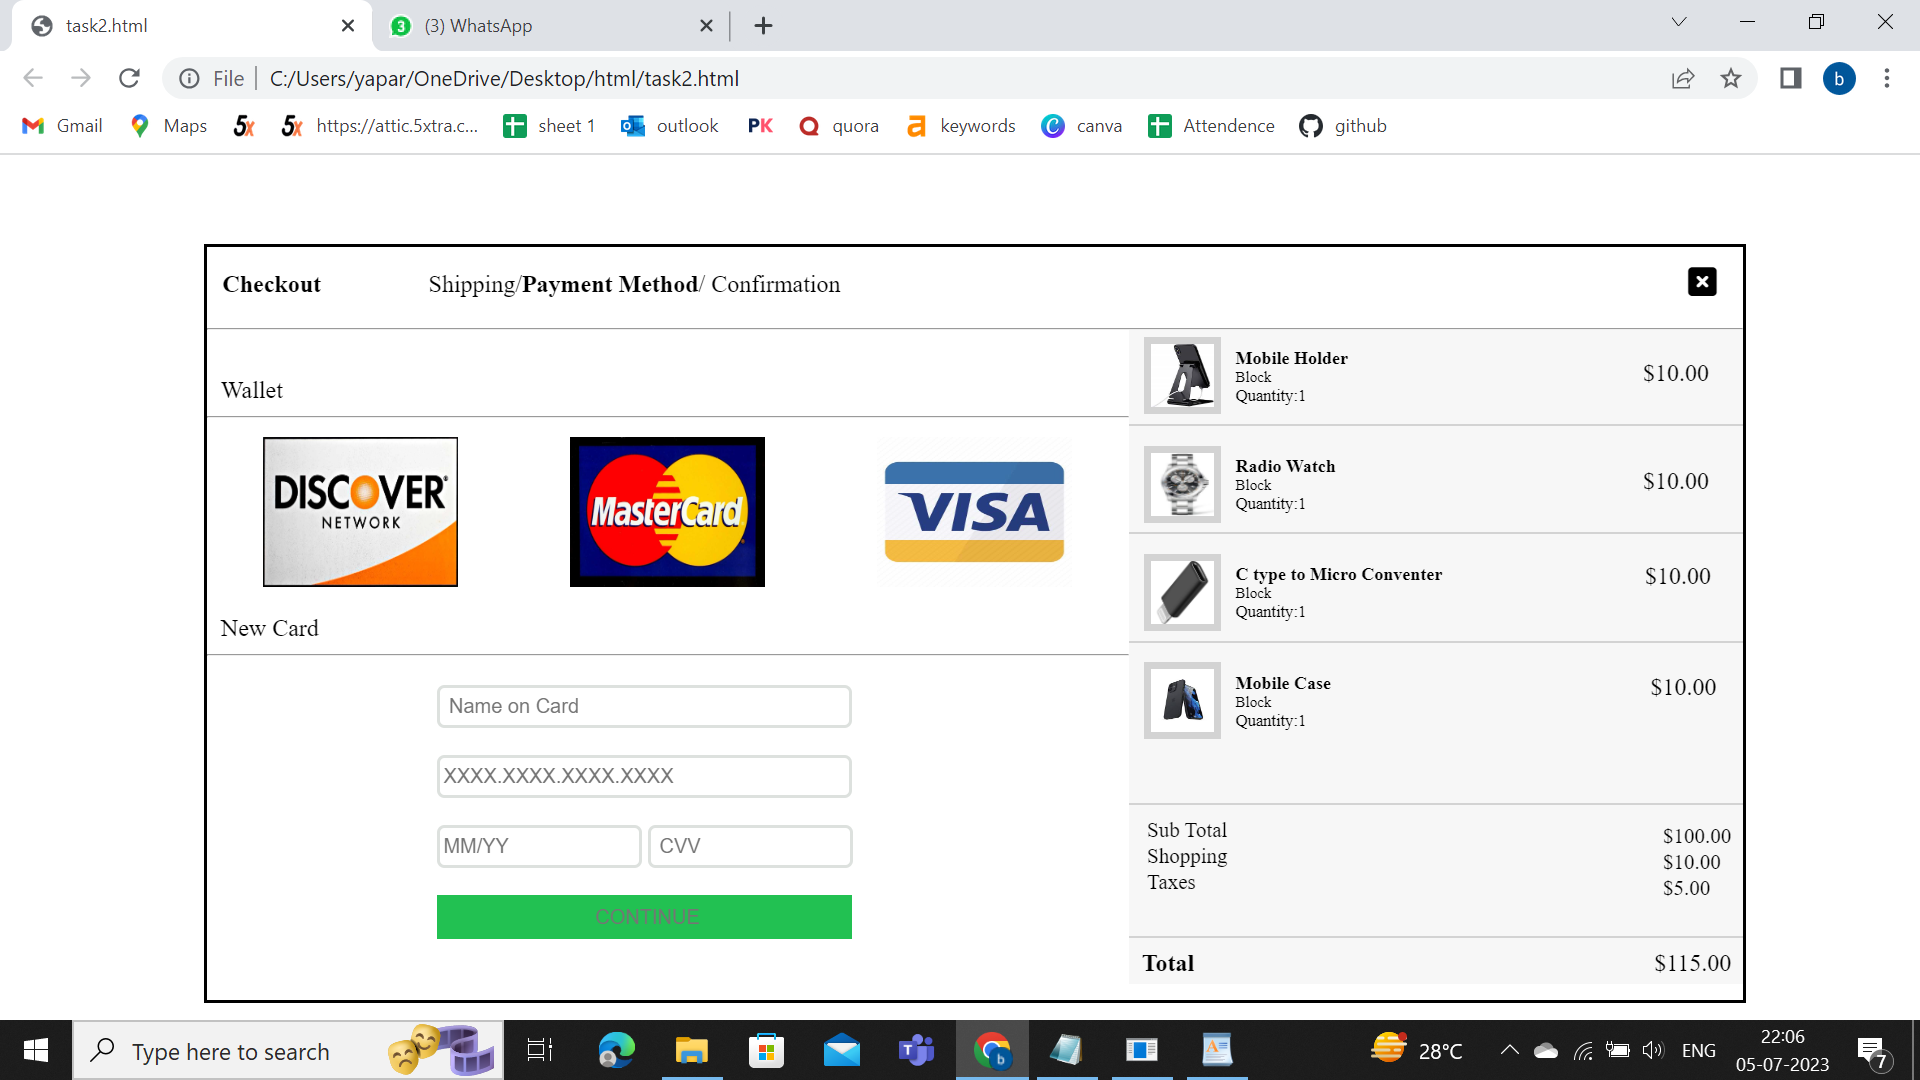 task2.html
(3) WhatsApp
File
C:/Users/yapar/OneDrive/Desktop/html/task2.html
b
Gmail
Maps
5x
5x https://attic.5xtra.c...
sheet 1
outlook
PK
quora
keywords
canva
Attendence
github
Checkout
Shipping/Payment Method/ Confirmation
Wallet
DISCOVER
NETWORK
MasterCard
VISA
New Card
Name on Card
XXXX.XXXX.XXXX.XXXX
MM/YY
CVV
CONTINUE
Mobile Holder
Block
Quantity:1
$10.00
Radio Watch
Block
Quantity:1
$10.00
C type to Micro Conventer
Block
Quantity:1
$10.00
Mobile Case
Block
Quantity:1
$10.00
Sub Total
$100.00
Shopping
$10.00
Taxes
$5.00
Total
$115.00
Type here to search
28°C
ENG
22:06
05-07-2023
7